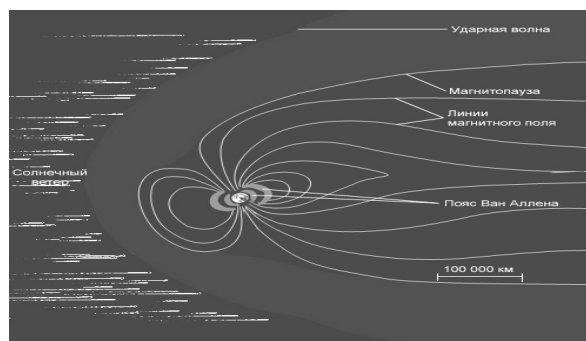 Ударная волна
Магнитопауза
Линии
магнитного поля
Солнечный
ветер
Пояс Ван Аллена
100 000 км